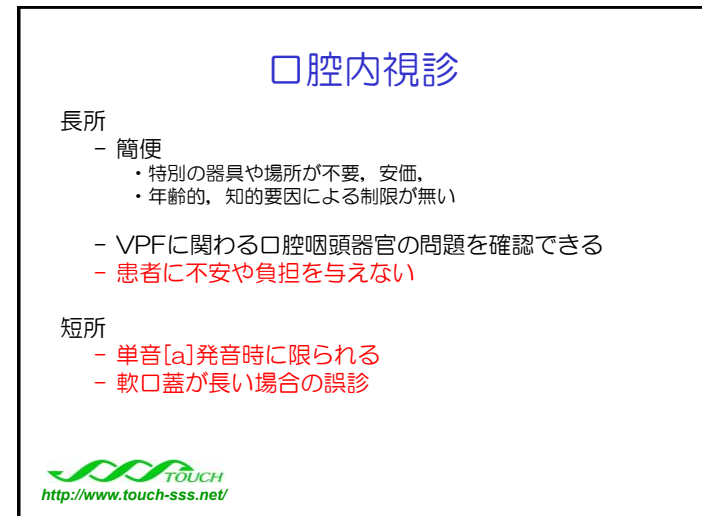 口腔内視診
長所
– 簡便
・特別の器具や場所が不要，安価，
・年齢的，知的要因による制限が無い
– VPFに関わる口腔咽頭器官の問題を確認できる
– 患者に不安や負担を与えない
短所
– 単音[a]発音時に限られる
– 軟口蓋が長い場合の誤診
TOUCH
http://www.touch-sss.net/